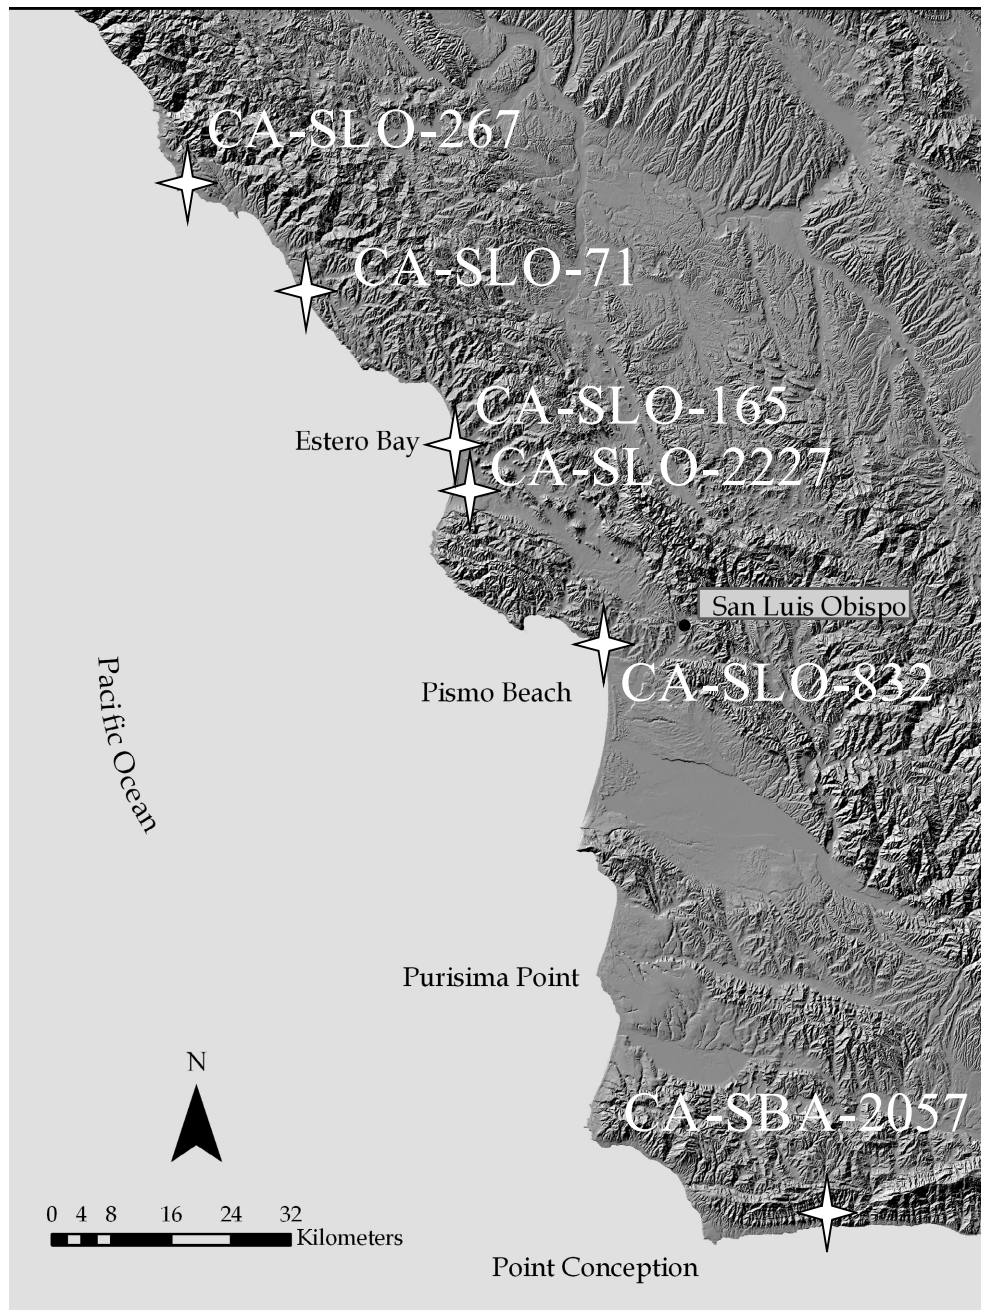 CA-SLO-267
CA-SLO-71
CA-SLO-165
Estero Bay
CA-SLO-2227
San Luis Obispo
CA-SLO-832
Pismo Beach
Pacific Ocean
Purisima Point
N
CA-SBA-2057
0 4 8 16 24 32
Kilometers
Point Conception